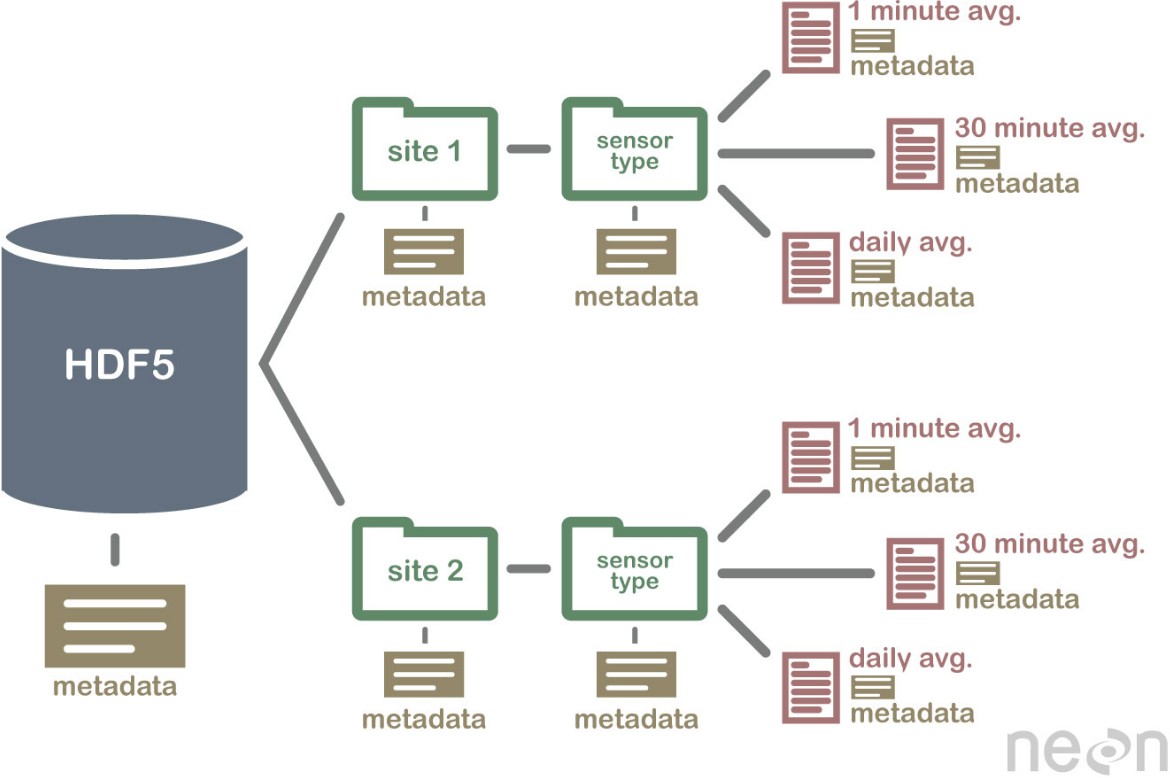 1 minute avg.
metadata
site 1
sensor
type
30 minute avg.
metadata
daily avg.
metadata
metadata
metadata
HDF5
metadata
1 minute avg.
metadata
site 2
sensor
type
30 minute avg.
metadata
daily avg.
metadata
metadata
metadata
neon